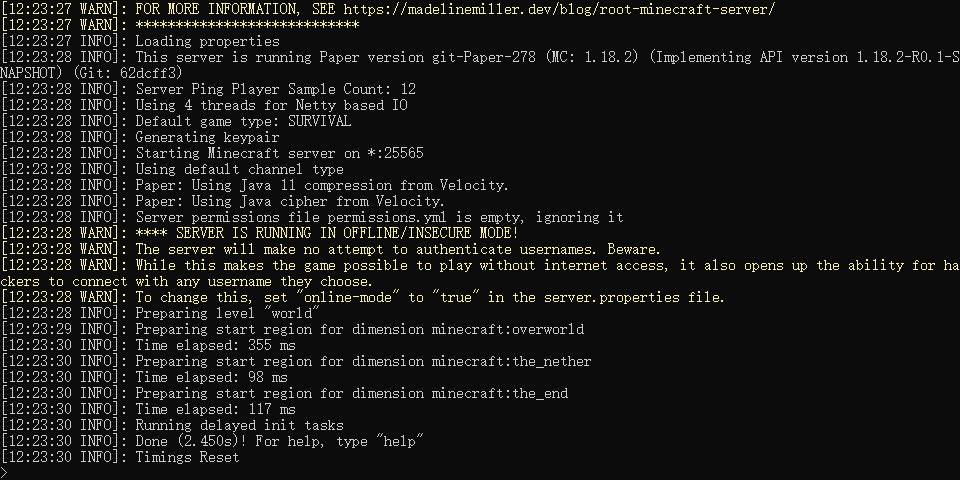 [12:23:27 WARN]: FOR MORE INFORMATION, SEE https://madelinemiller.dev/blog/root-minecraft-server/
[12:23:27 WARN]: ****************************
[12:23:27 INFO]: Loading properties
[12:23:28 INFO]: This server is running Paper version git-Paper-278 (MC: 1.18.2) (Implementing API version 1.18.2-R0.1-S
NAPSHOT) (Git: 62dcff3)
[12:23:28 INFO]: Server Ping Player Sample Count: 12
[12:23:28 INFO]: Using 4 threads for Netty based IO
[12:23:28 INFO]: Default game type: SURVIVAL
[12:23:28 INFO]: Generating keypair
[12:23:28 INFO]: Starting Minecraft server on *:25565
[12:23:28 INFO]: Using default channel type
[12:23:28 INFO]: Paper: Using Java 11 compression from Velocity.
[12:23:28 INFO]: Paper: Using Java cipher from Velocity.
[12:23:28 INFO]: Server permissions file permissions.yml is empty, ignoring it
[12:23:28 WARN]: **** SERVER IS RUNNING IN OFFLINE/INSECURE MODE!
[12:23:28 WARN]: The server will make no attempt to authenticate usernames. Beware.
[12:23:28 WARN]: While this makes the game possible to play without internet access, it also opens up the ability for ha
ckers to connect with any username they choose.
[12:23:28 WARN]: To change this, set "online-mode" to "true" in the server.properties file.
[12:23:28 INFO]: Preparing level "world"
[12:23:29 INFO]: Preparing start region for dimension minecraft:overworld
[12:23:30 INFO]: Time elapsed: 355 ms
[12:23:30 INFO]: Preparing start region for dimension minecraft:the_nether
[12:23:30 INFO]: Time elapsed: 98 ms
[12:23:30 INFO]: Preparing start region for dimension minecraft:the_end
[12:23:30 INFO]: Time elapsed: 117 ms
[12:23:30 INFO]: Running delayed init tasks
[12:23:30 INFO]: Done (2.450s)! For help, type "help"
[12:23:30 INFO]: Timings Reset
>